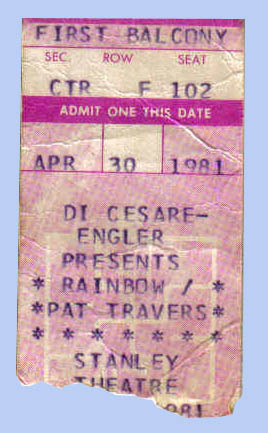 FIRST BALCONY
SEC. ROW SEAT
CTR F 102
ADMIT ONE THIS DATE
APR 30 1981
DI CESARE-
ENGLER
PRESENTS
* RAINBOW / *
*PAT TRAVERS*
* * * * * * *
STANLEY
THEATRE
1981